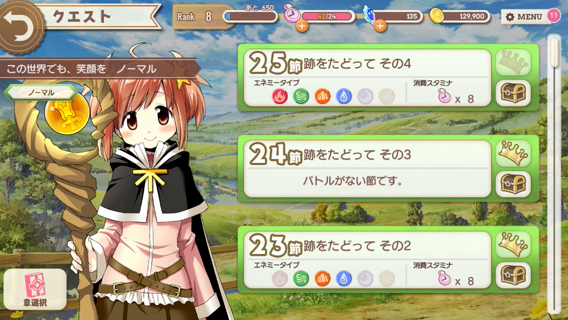 クエスト
Rank 8
あと 650
52/24
135
129,900
MENU
11
この世界でも、笑顔を ノーマル
ノーマル
25節 跡をたどって その4
エネミータイプ
消費スタミナ
x 8
24節 跡をたどって その3
バトルがない節です。
23節 跡をたどって その2
エネミータイプ
消費スタミナ
x 8
章選択